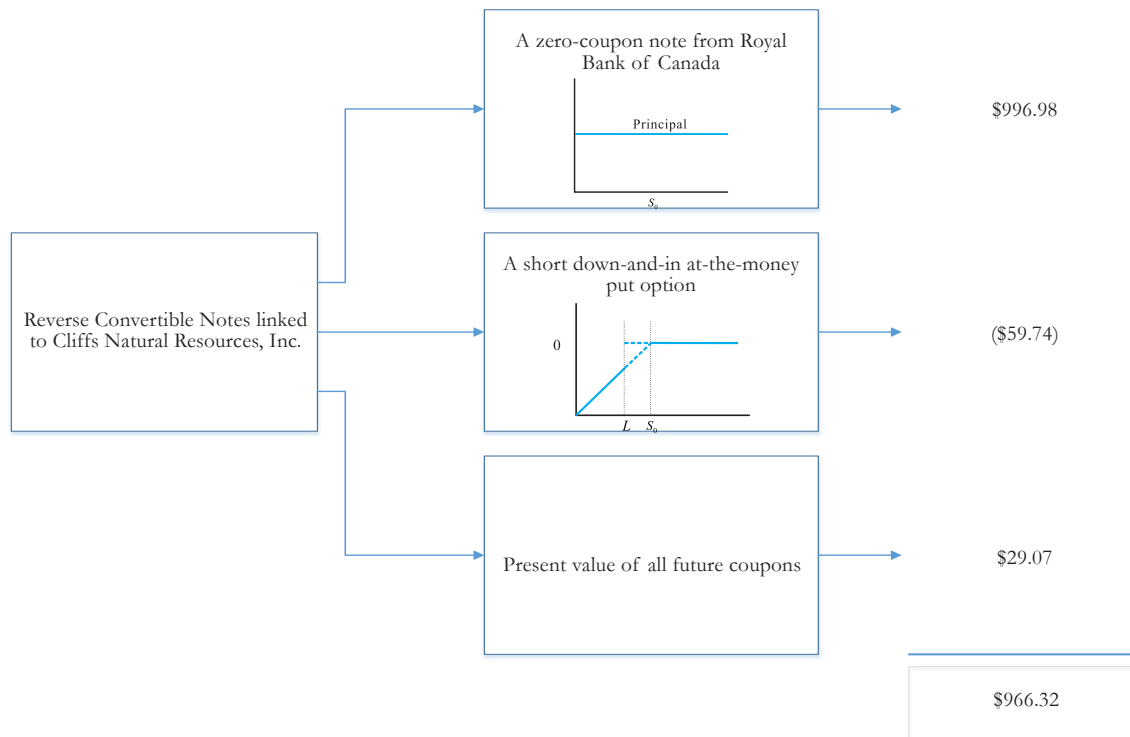 A zero-coupon note from Royal
Bank of Canada
Principal
S₀
$996.98
Reverse Convertible Notes linked
to Cliffs Natural Resources, Inc.
A short down-and-in at-the-money
put option
0
L S₀
($59.74)
Present value of all future coupons
$29.07
$966.32